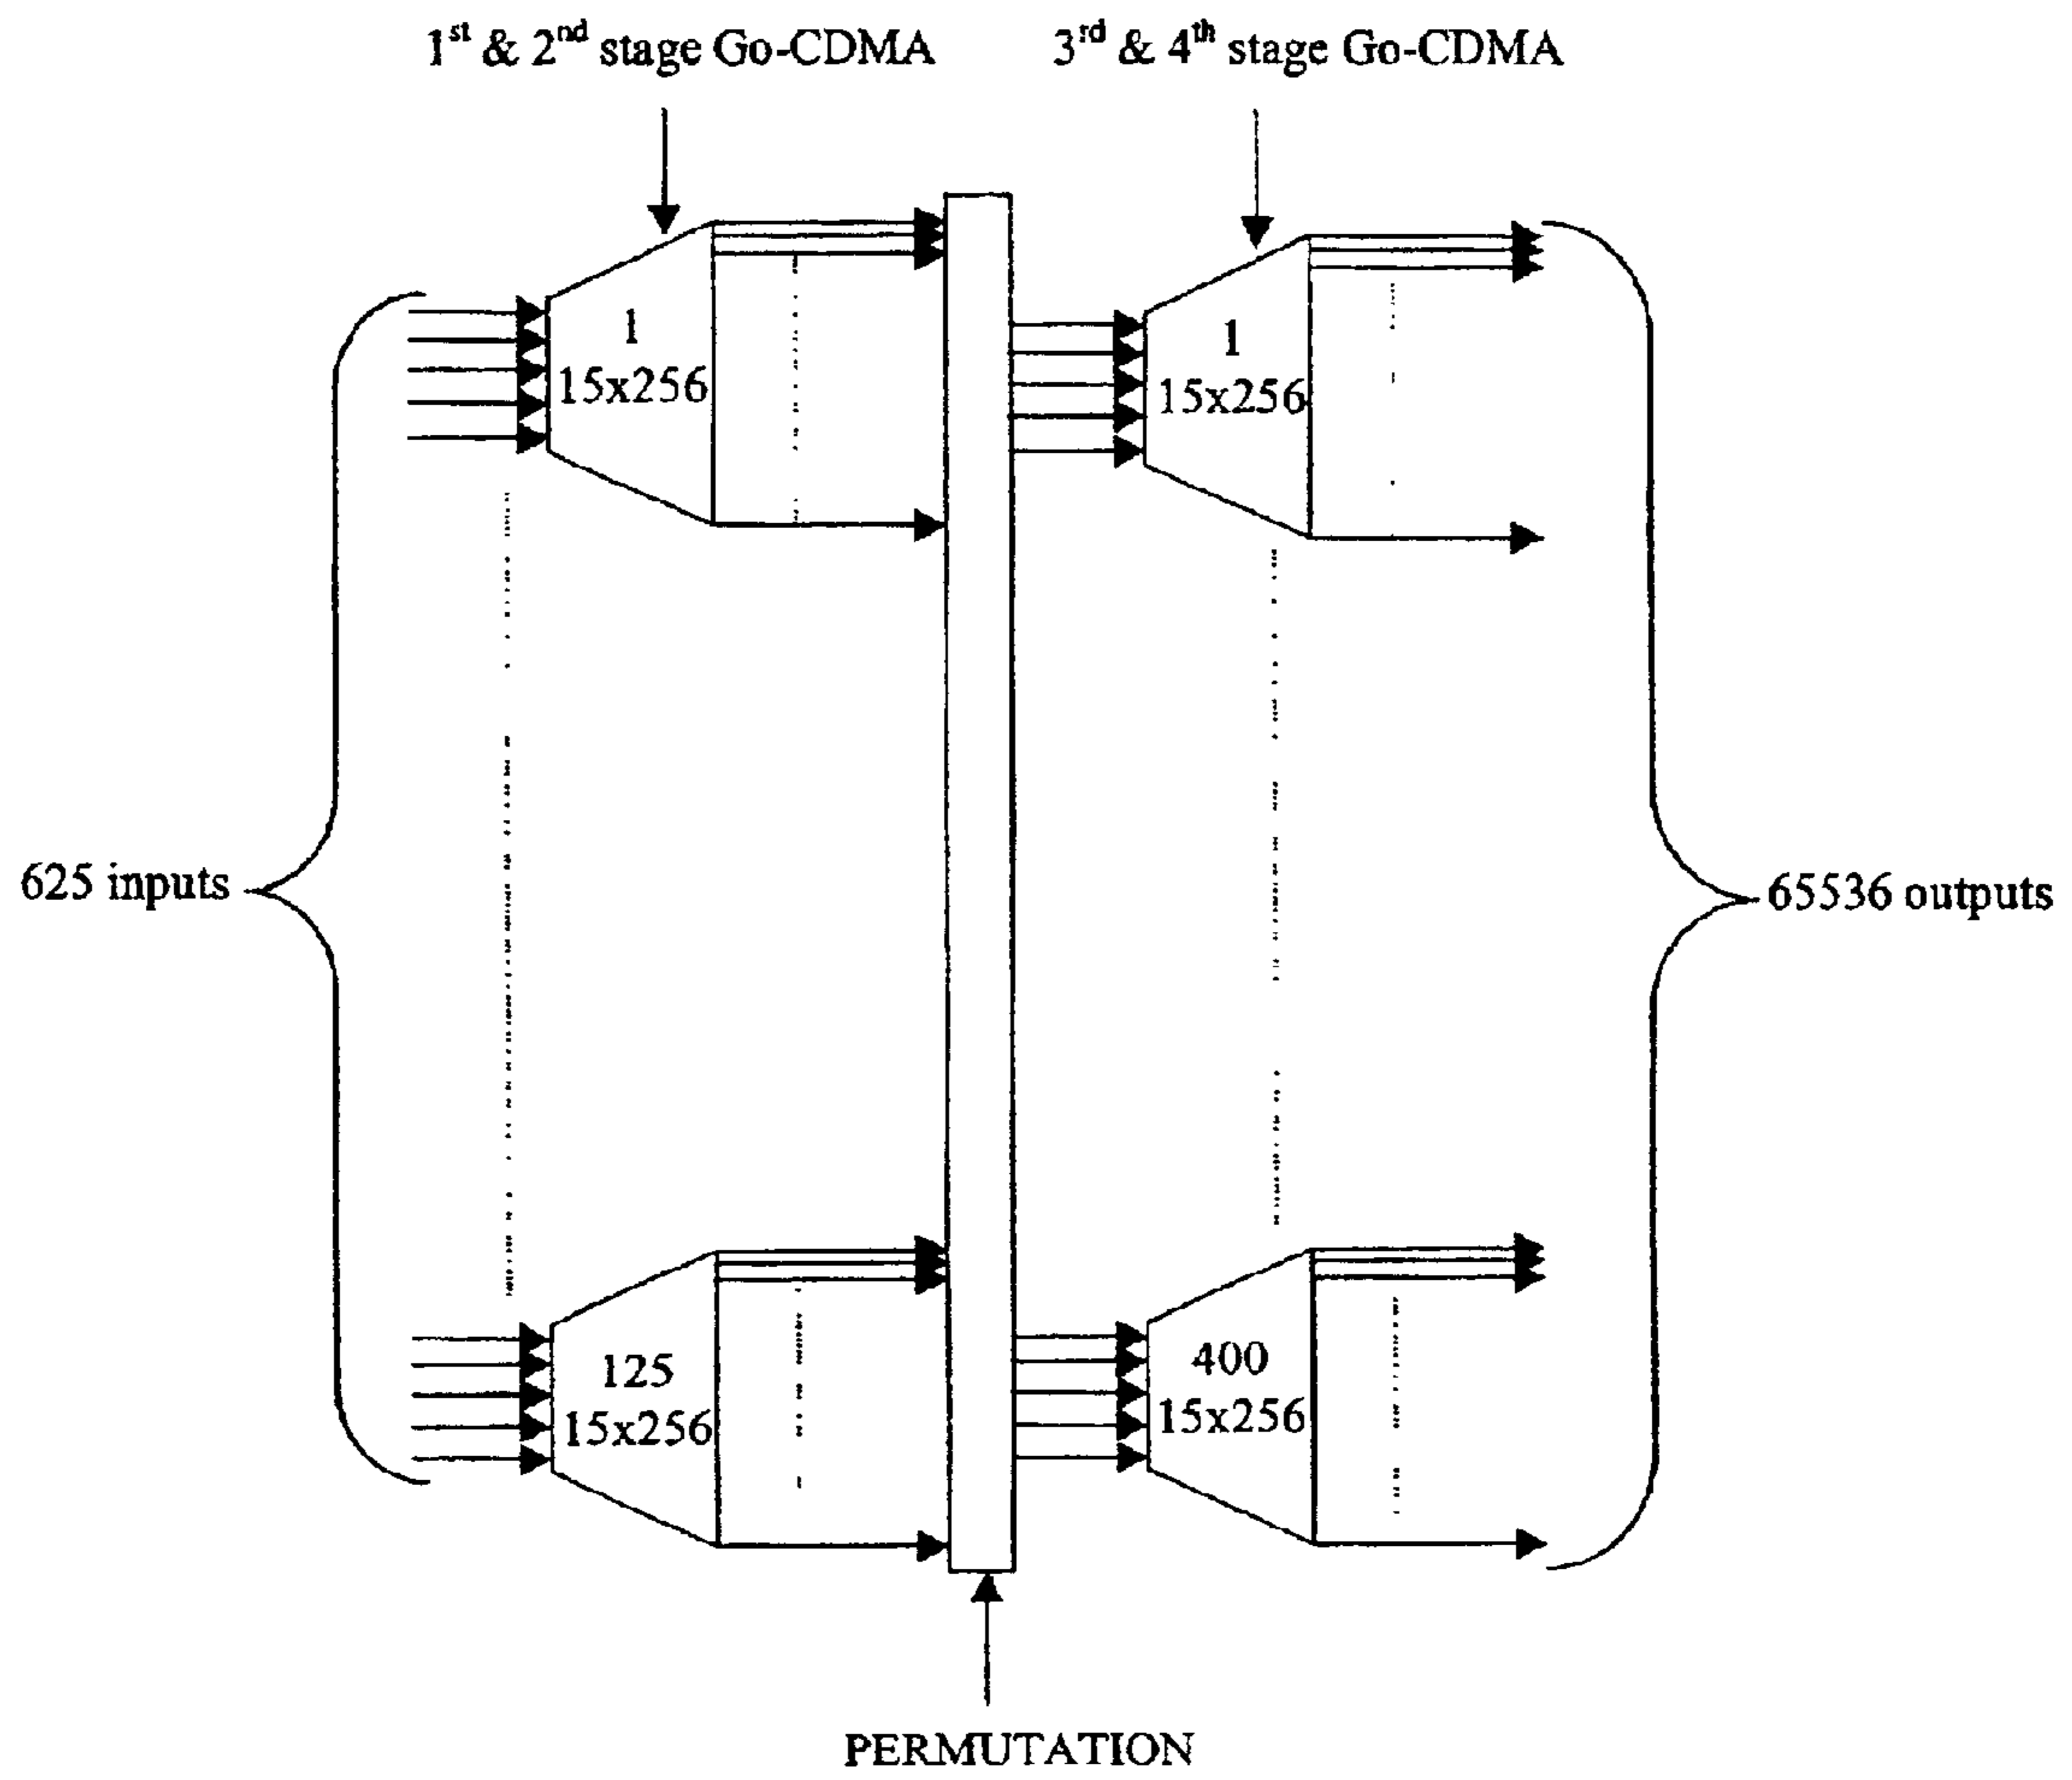 1st & 2nd stage Go-CDMA
3rd & 4th stage Go-CDMA
1
15x256
1
15x256
625 inputs
65536 outputs
125
15x256
400
15x256
PERMUTATION